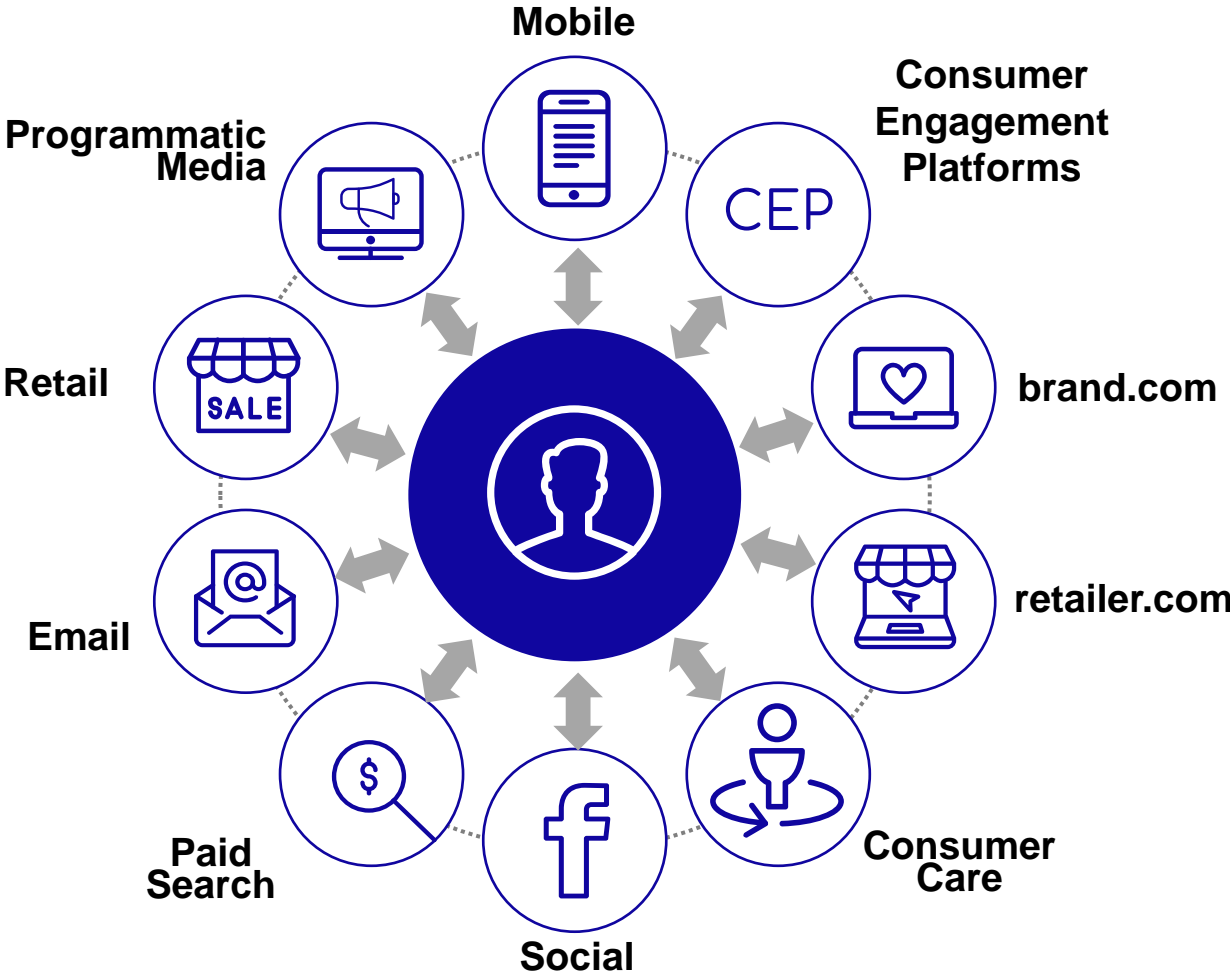 Mobile
Consumer
Engagement
Platforms
CEP
brand.com
retailer.com
Consumer
Care
Social
f
Paid
Search
$
Email
@
Retail
SALE
Programmatic
Media